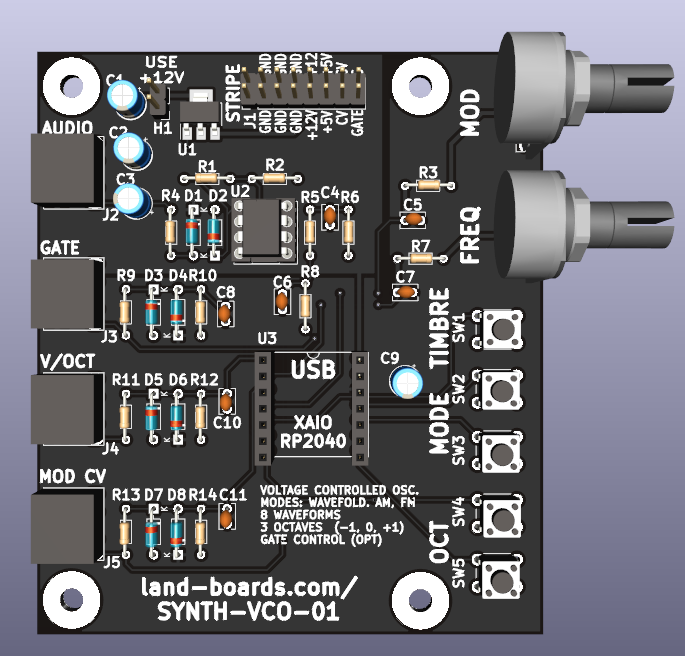 USE
+12V
C1
H1
U1
STRIPE
GND
GND
GND
+12
+5V
J1
GND
GND
GND
+12V
+5V
CV
GATE
MOD
AUDIO
C2
C3
J2
R1
R2
U2
R3
R4
D1
D2
K
K
R5
C4
R6
C5
FREQ
R7
C7
GATE
R9
D3
D4
R10
K
K
C8
C6
R8
J3
U3
USB
XAIO
RP2040
C9
TIMBRE
SW1
V/OCT
R11
D5
D6
R12
K
K
C10
J4
MODE
SW2
SW3
MOD CV
R13
D7
D8
R14
K
K
C11
J5
VOLTAGE CONTROLLED OSC.
MODES: WAVEFOLD. AM, FM
8 WAVEFORMS
3 OCTAVES (-1, 0, +1)
GATE CONTROL (OPT)
OCT
SW4
SW5
land-boards.com/
SYNTH-VCO-01